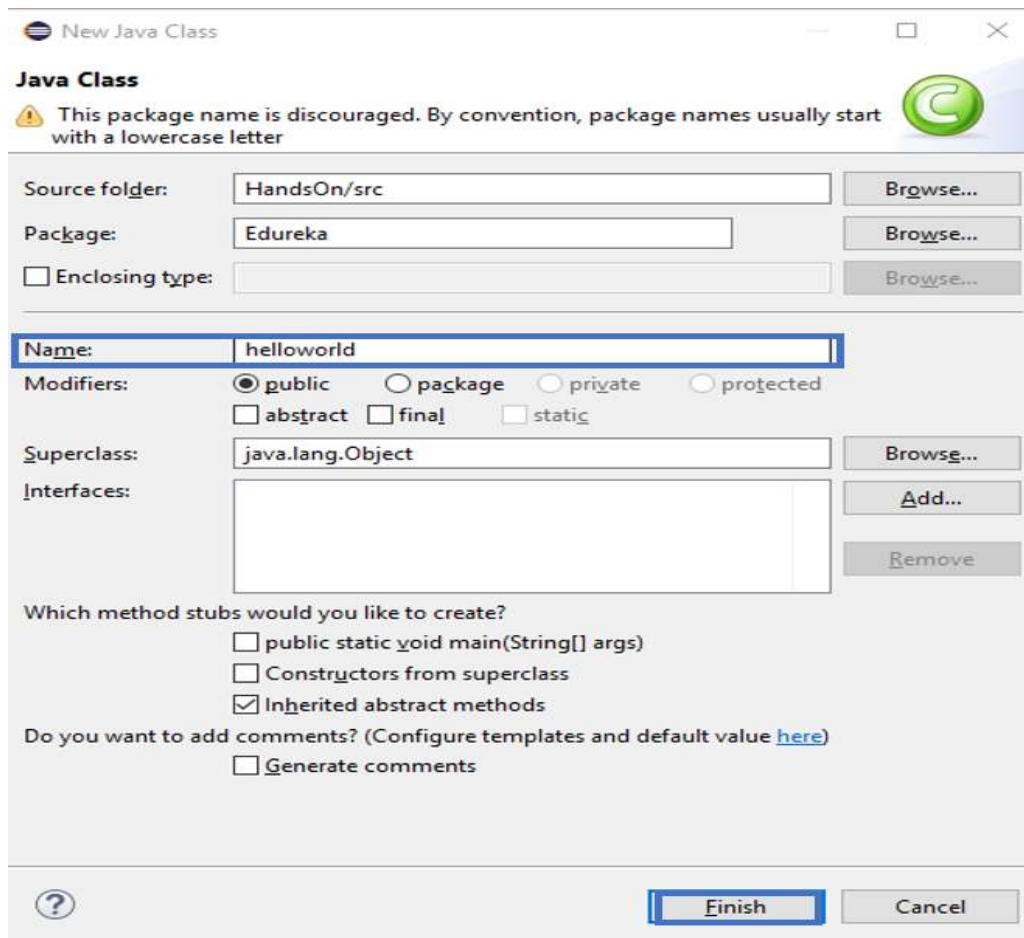 New Java Class
Java Class
This package name is discouraged. By convention, package names usually start
with a lowercase letter
Source folder: HandsOn/src Browse...
Package: Edureka Browse...
Enclosing type: Browse...
Name: helloworld
Modifiers: public package private protected
abstract final static
Superclass: java.lang.Object Browse...
Interfaces: Add...
Remove
Which method stubs would you like to create?
public static void main(String[] args)
Constructors from superclass
Inherited abstract methods
Do you want to add comments? (Configure templates and default value here)
Generate comments
? Finish Cancel